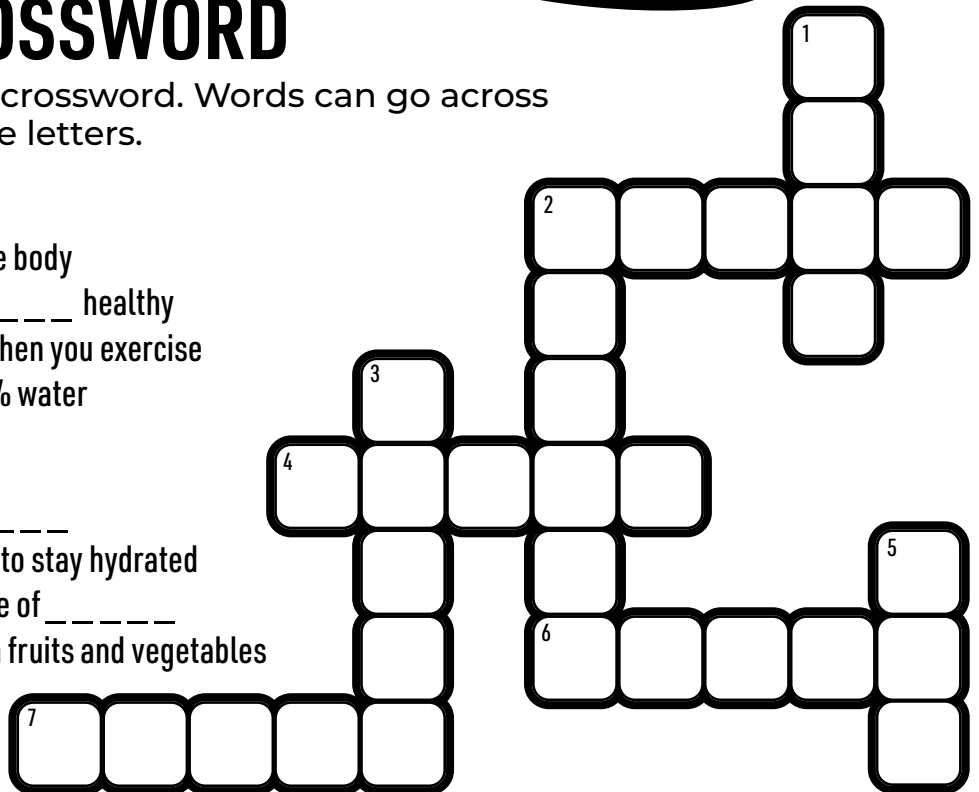 OSSWORD
crossword. Words can go across
e letters.
1
2
e body
_ _ _ healthy
hen you exercise
% water
3
4
_ _ _
to stay hydrated
5
e of _ _ _ _ _
fruits and vegetables
6
7